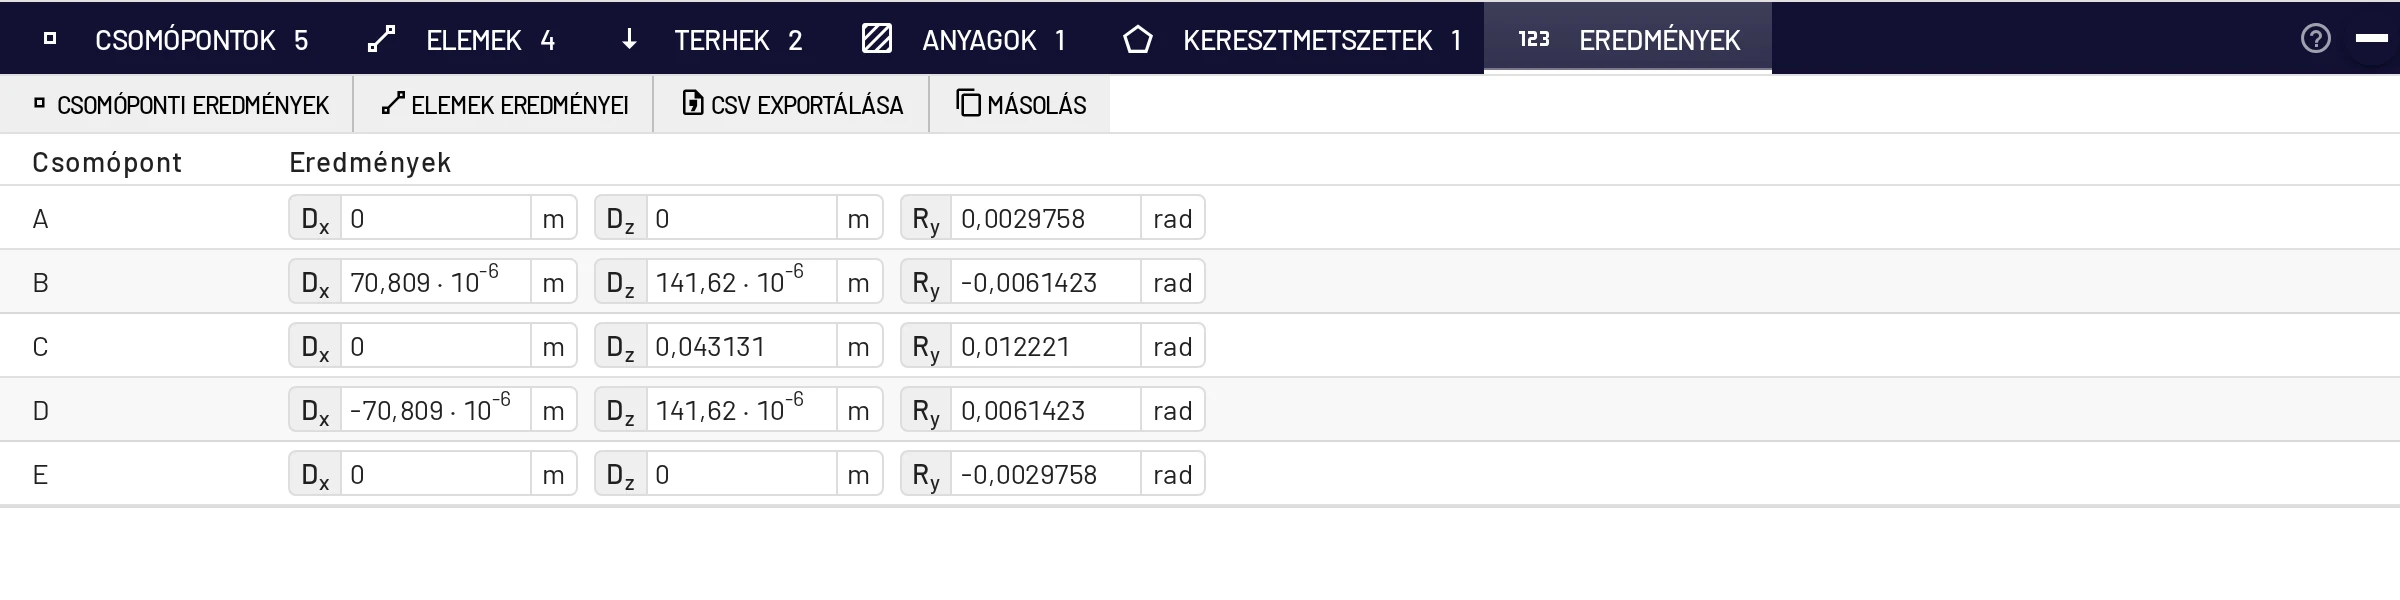 CSOMÓPONTOK 5 ELEMEK 4 TERHEK 2 ANYAGOK 1 KERESZTMETSZETEK 1 123 EREDMÉNYEK ?
CSOMÓPONTI EREDMÉNYEK ELEMEK EREDMÉNYEI CSV EXPORTÁLÁSA MÁSOLÁS
Csomópont Eredmények
A Dx 0 m Dz 0 m Ry 0,0029758 rad
B Dx 70,809 · 10^-6 m Dz 141,62 · 10^-6 m Ry -0,0061423 rad
C Dx 0 m Dz 0,043131 m Ry 0,012221 rad
D Dx -70,809 · 10^-6 m Dz 141,62 · 10^-6 m Ry 0,0061423 rad
E Dx 0 m Dz 0 m Ry -0,0029758 rad